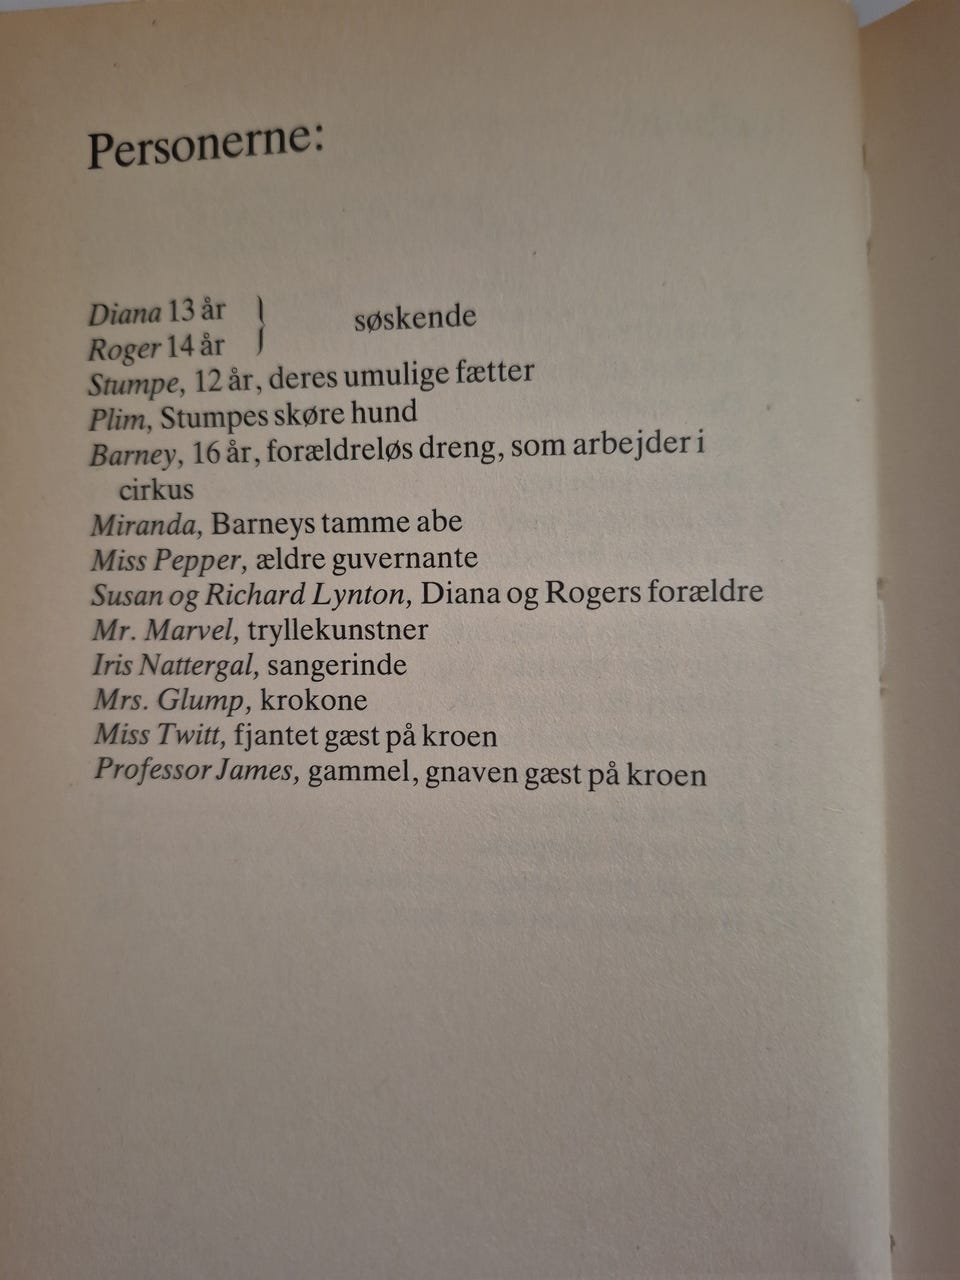 Personerne:
Diana 13 år
Roger 14 år
søskende
Stumpe, 12 år, deres umulige fætter
Plim, Stumpes skøre hund
Barney, 16 år, forældreløs dreng, som arbejder i
cirkus
Miranda, Barneys tamme abe
Miss Pepper, ældre guvernante
Susan og Richard Lynton, Diana og Rogers forældre
Mr. Marvel, tryllekunstner
Iris Nattergal, sangerinde
Mrs. Glump, krokone
Miss Twitt, fjantet gæst på kroen
Professor James, gammel, gnaven gæst på kroen